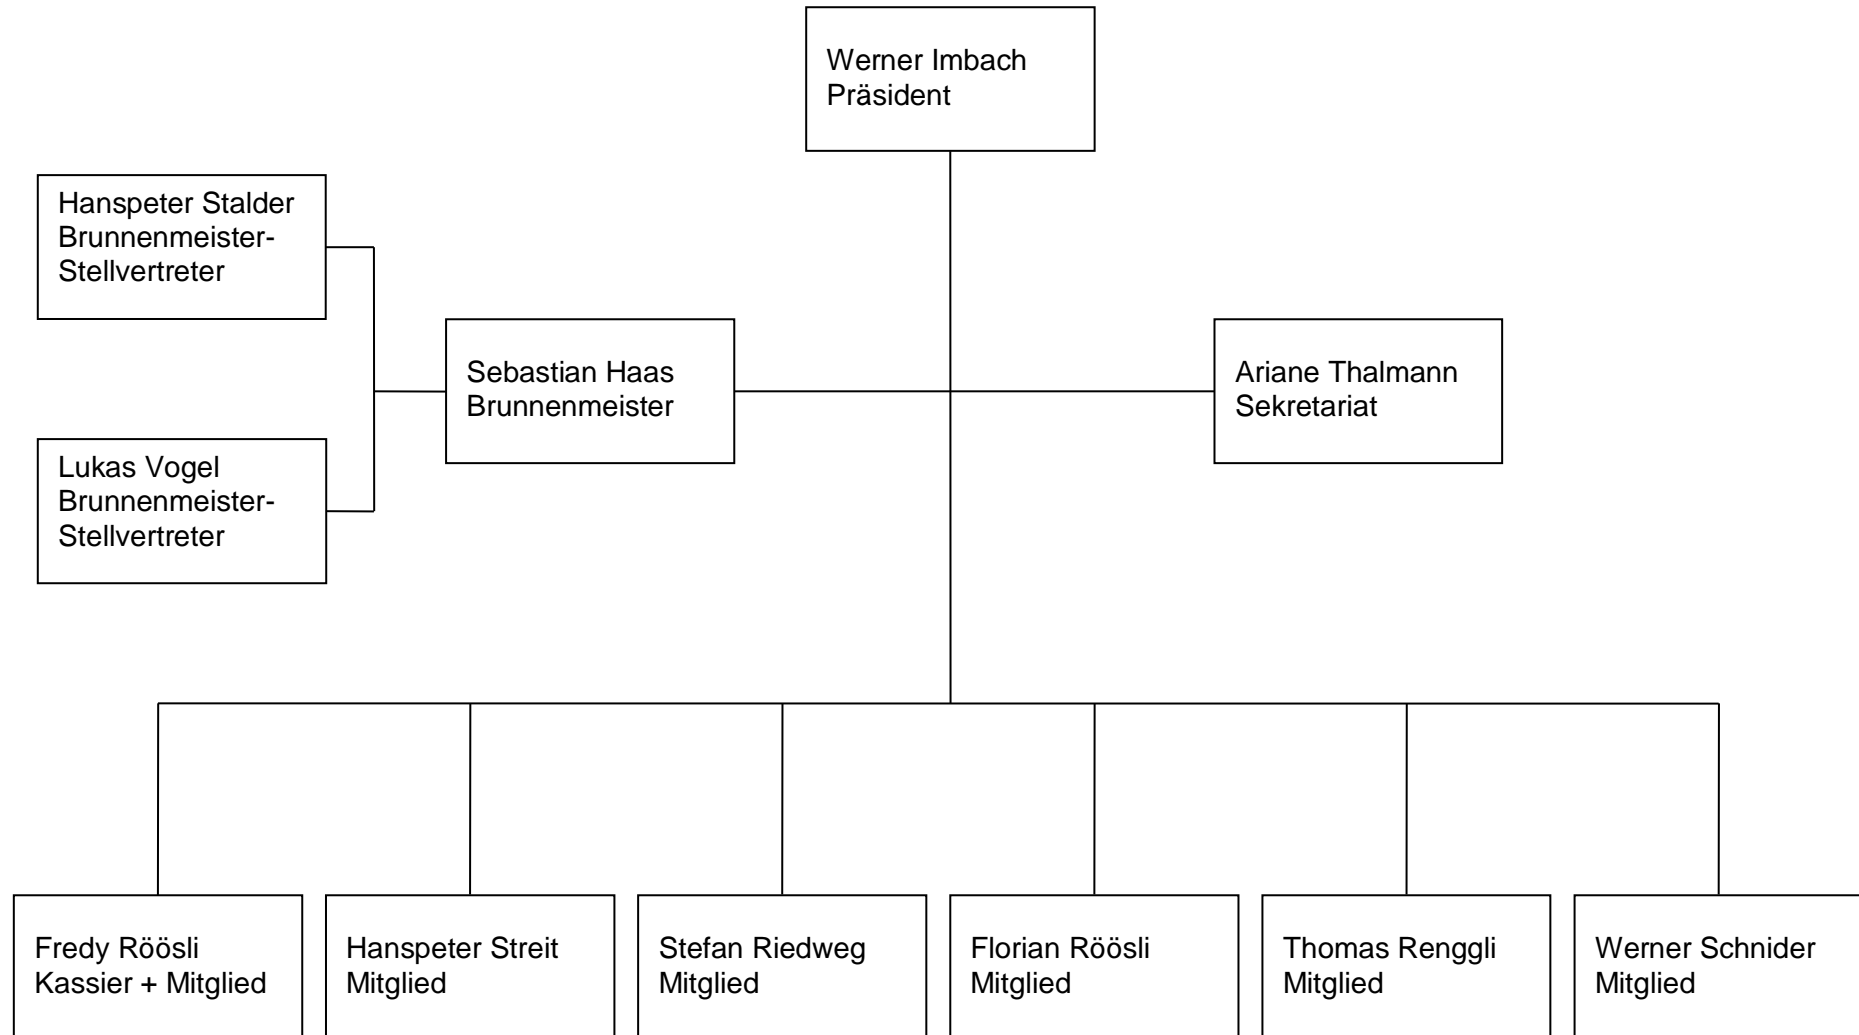 Werner Imbach
Präsident
Hanspeter Stalder
Brunnenmeister-
Stellvertreter
Sebastian Haas
Brunnenmeister
Ariane Thalmann
Sekretariat
Lukas Vogel
Brunnenmeister-
Stellvertreter
Fredy Röösli
Kassier + Mitglied
Hanspeter Streit
Mitglied
Stefan Riedweg
Mitglied
Florian Röösli
Mitglied
Thomas Renggli
Mitglied
Werner Schnider
Mitglied